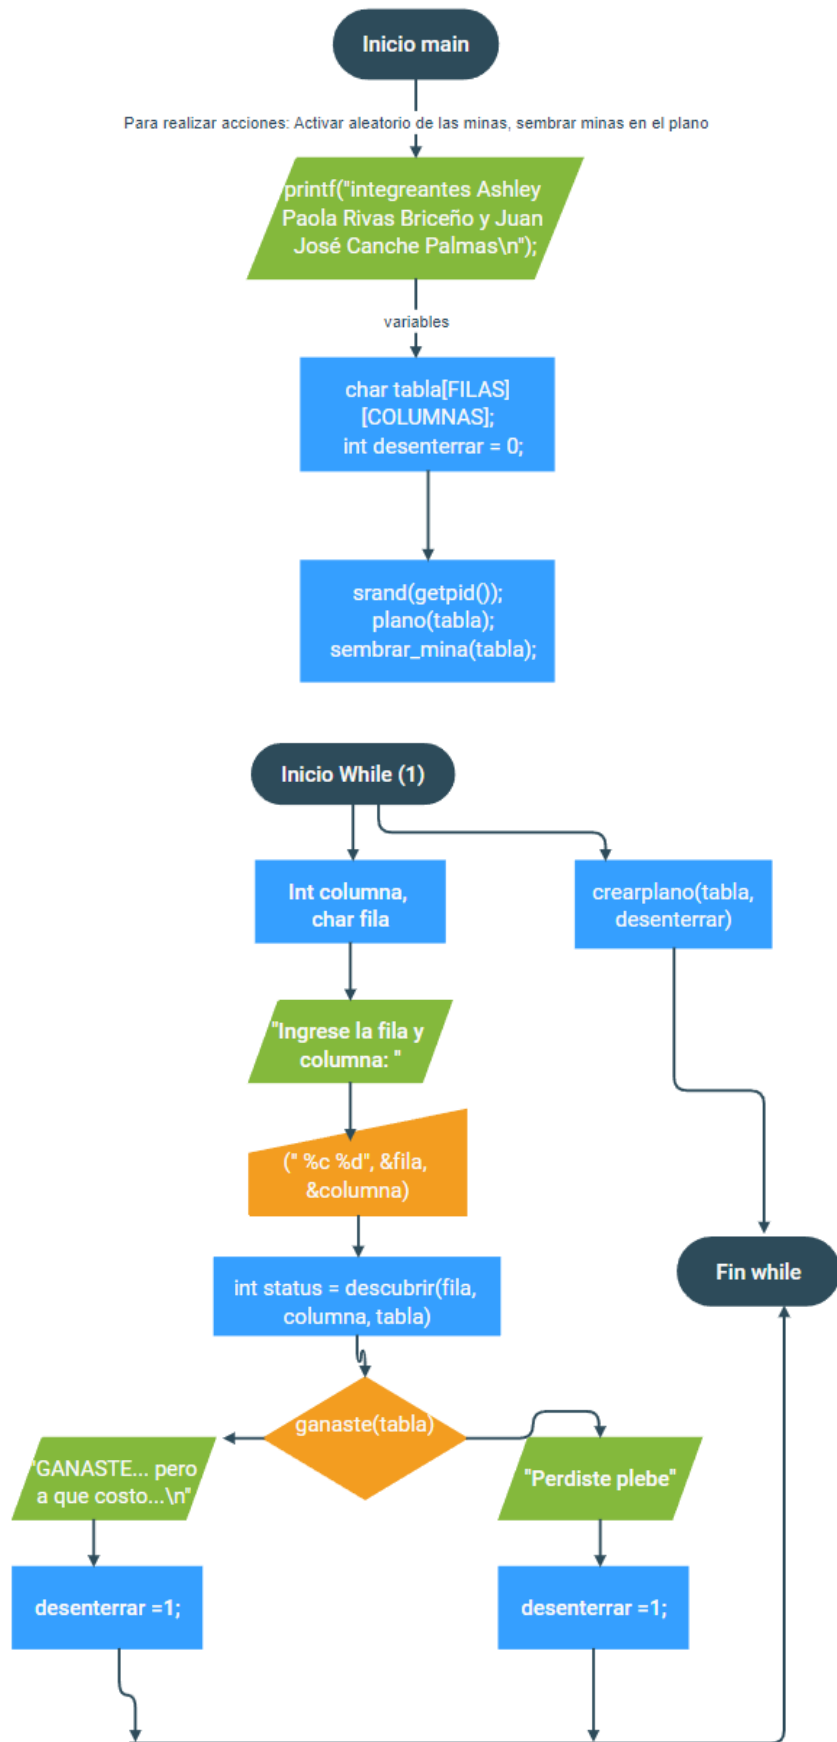 Inicio main
Para realizar acciones: Activar aleatorio de las minas, sembrar minas en el plano
printf("integreantes Ashley
Paola Rivas Briceño y Juan
José Canche Palmas\n");
variables
char tabla[FILAS]
[COLUMNAS];
int desenterrar = 0;
srand(getpid());
plano(tabla);
sembrar_mina(tabla);
Inicio While (1)
Int columna,
char fila
crearplano(tabla,
desenterrar)
"Ingrese la fila y
columna: "
(" %c %d", &fila,
&columna)
int status = descubrir(fila,
columna, tabla)
Fin while
ganaste(tabla)
"GANASTE... pero
a que costo...\n"
"Perdiste plebe"
desenterrar =1;
desenterrar =1;